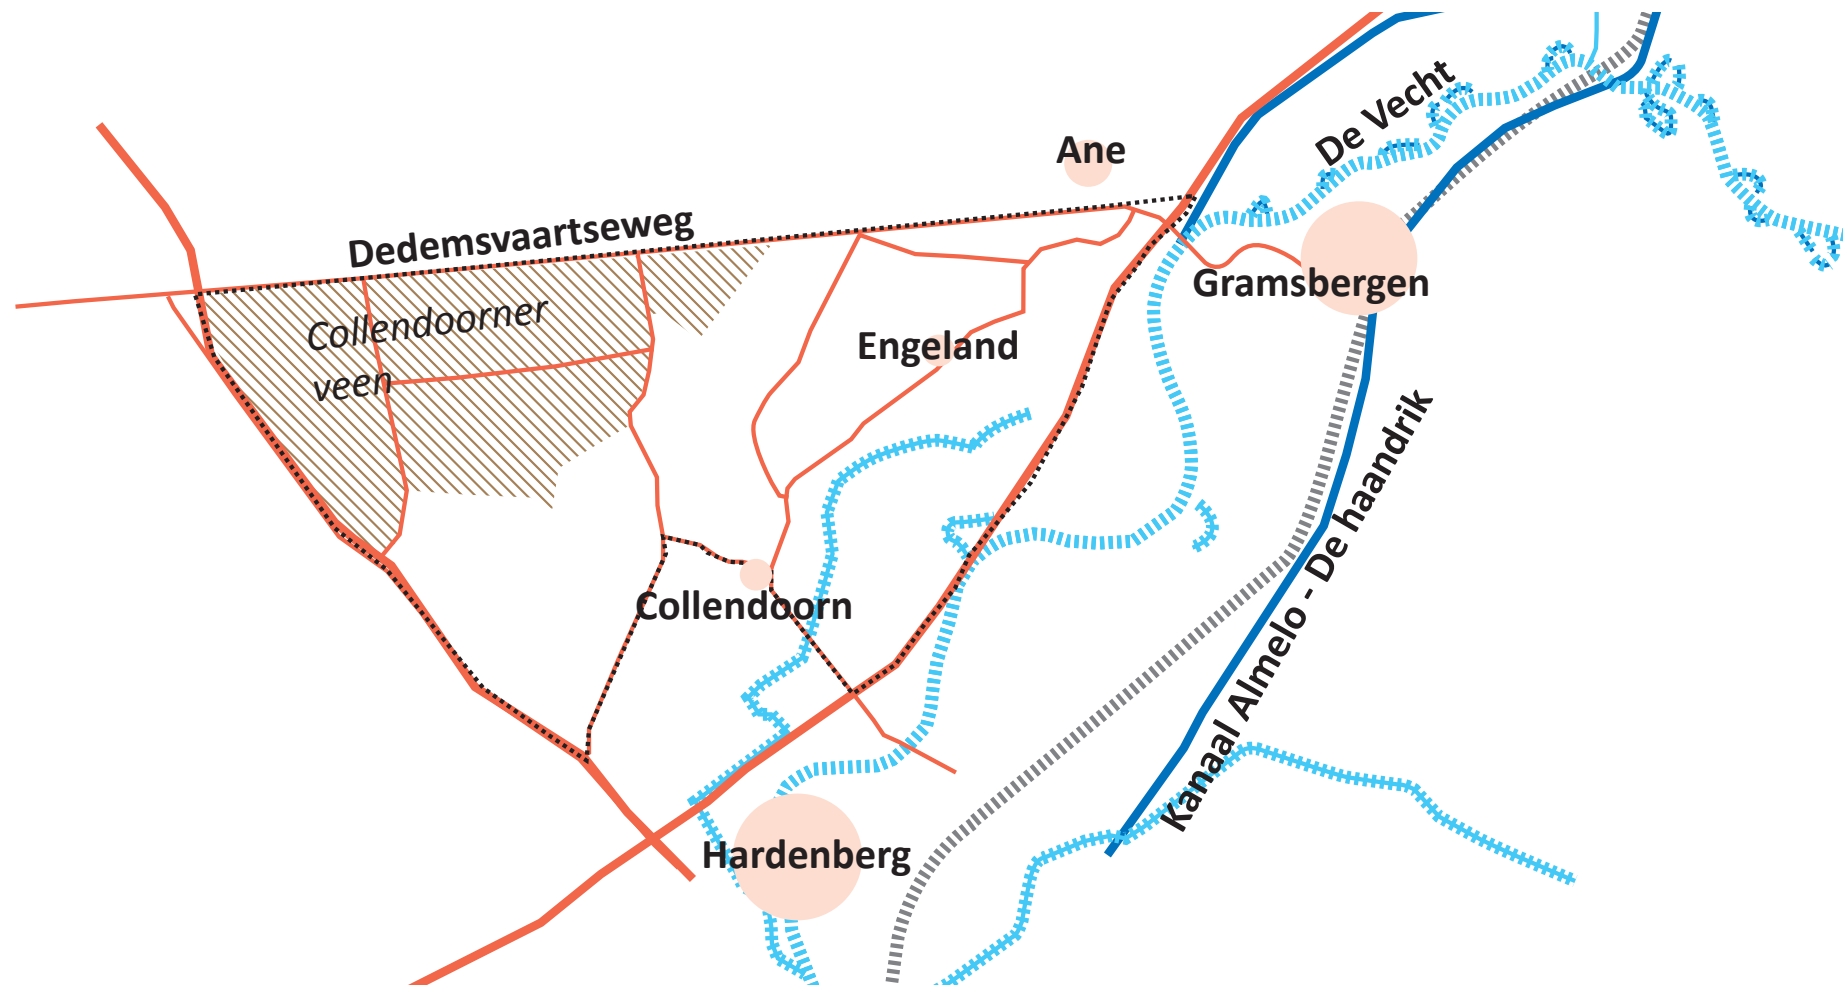 De Vecht
Ane
Dedemsvaartseweg
Gramsbergen
Collendoorner
veen
Engeland
Kanaal Almelo - De haandrik
Collendoorn
Hardenberg